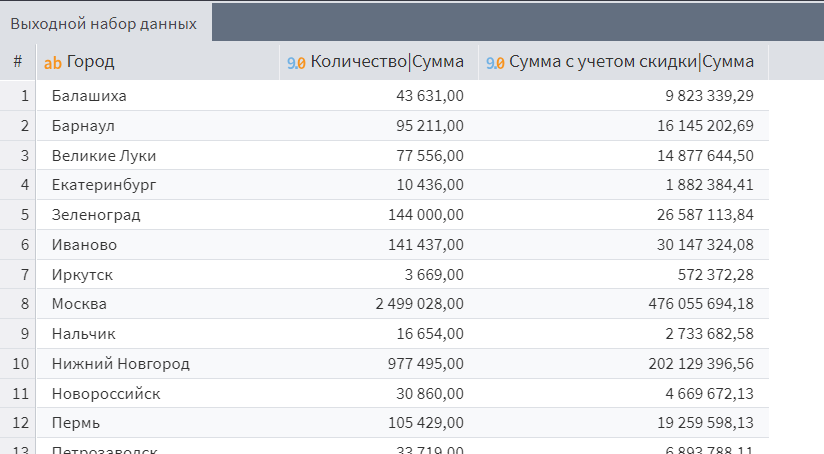 Выходной набор данных
# ab Город 9.0 Количество|Сумма 9.0 Сумма с учетом скидки|Сумма
1 Балашиха 43 631,00 9 823 339,29
2 Барнаул 95 211,00 16 145 202,69
3 Великие Луки 77 556,00 14 877 644,50
4 Екатеринбург 10 436,00 1 882 384,41
5 Зеленоград 144 000,00 26 587 113,84
6 Иваново 141 437,00 30 147 324,08
7 Иркутск 3 669,00 572 372,28
8 Москва 2 499 028,00 476 055 694,18
9 Нальчик 16 654,00 2 733 682,58
10 Нижний Новгород 977 495,00 202 129 396,56
11 Новороссийск 30 860,00 4 669 672,13
12 Пермь 105 429,00 19 259 598,13
13 Петрозаводск 33 719,00 6 893 788,11